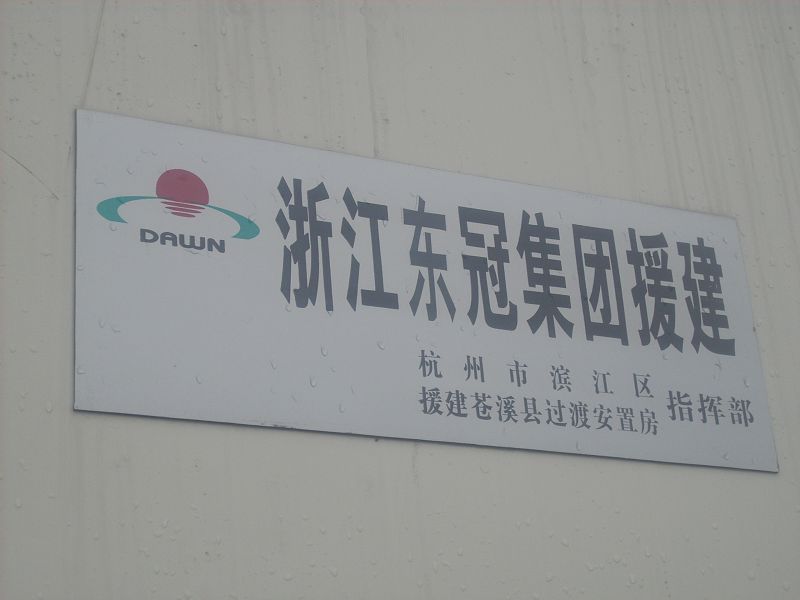 DAWN
浙江东冠集团援建
杭州市滨江区
援建苍溪县过渡安置房
指挥部